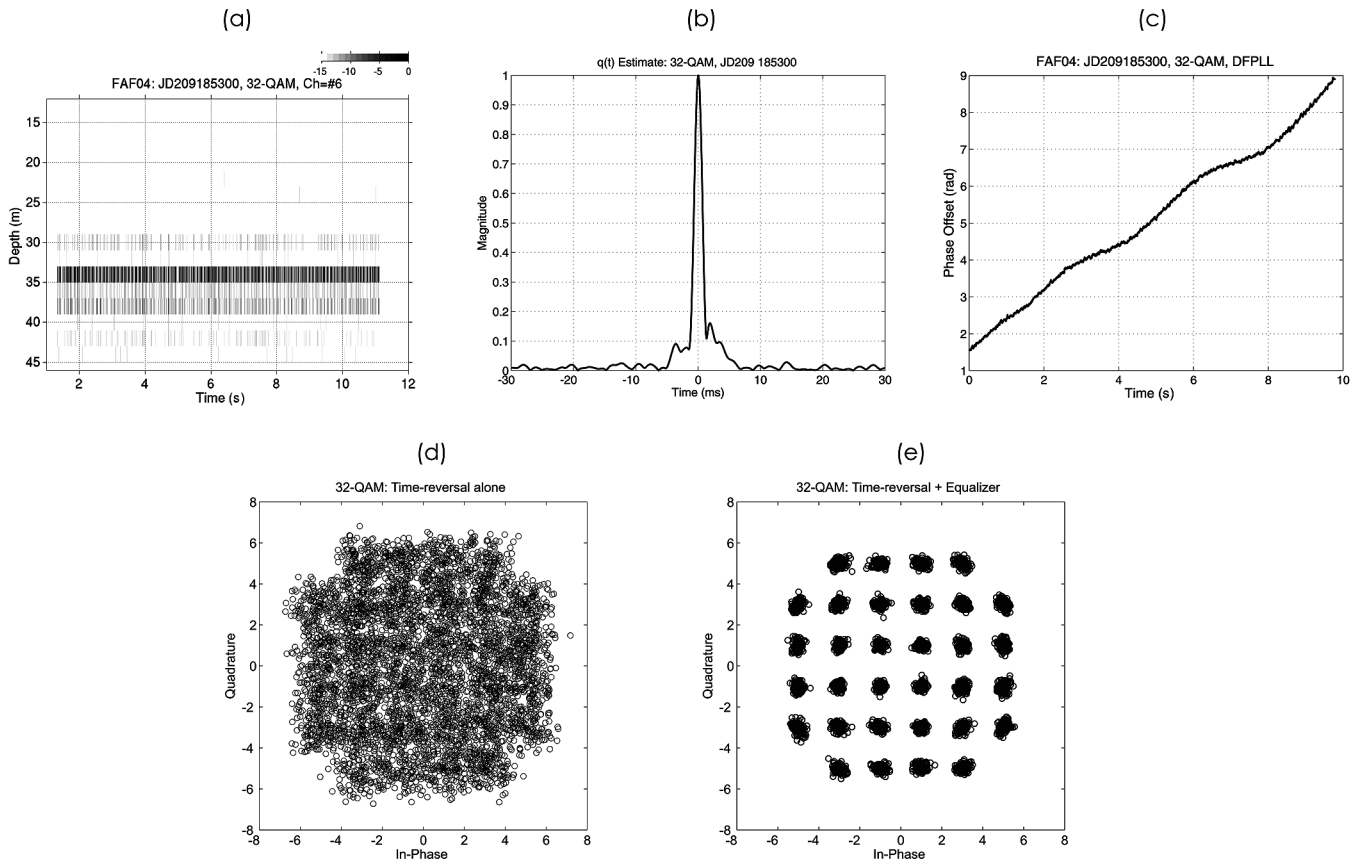 (a)
-15 -10 -5 0
FAF04: JD209185300, 32-QAM, Ch=#6
15
20
25
30
35
40
45
Depth (m)
2 4 6 8 10 12
Time (s)
(b)
q(t) Estimate: 32-QAM, JD209 185300
1
0.9
0.8
0.7
0.6
0.5
0.4
0.3
0.2
0.1
0
Magnitude
-30 -20 -10 0 10 20 30
Time (ms)
(c)
FAF04: JD209185300, 32-QAM, DFPLL
9
8
7
6
5
4
3
2
1
Phase Offset (rad)
0 2 4 6 8 10
Time (s)
(d)
32-QAM: Time-reversal alone
8
6
4
2
0
-2
-4
-6
-8
Quadrature
-8 -6 -4 -2 0 2 4 6 8
In-Phase
(e)
32-QAM: Time-reversal + Equalizer
8
6
4
2
0
-2
-4
-6
-8
Quadrature
-8 -6 -4 -2 0 2 4 6 8
In-Phase